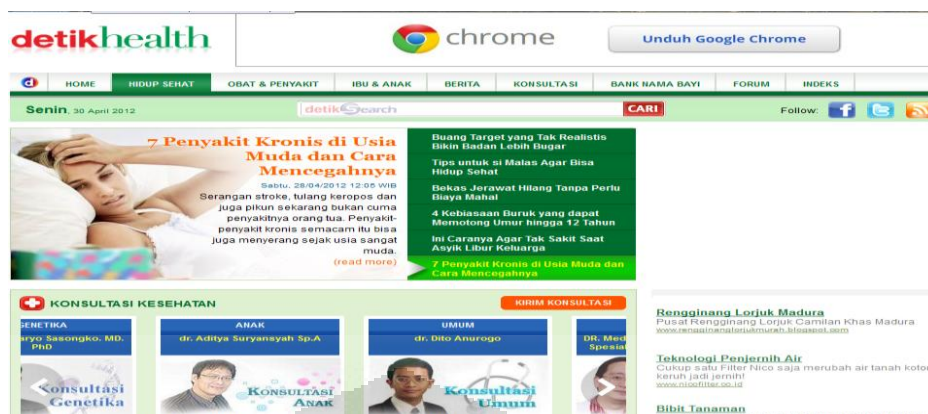 detikhealth
chrome
Unduh Google Chrome
HOME
HIDUP SEHAT
OBAT & PENYAKIT
IBU & ANAK
BERITA
KONSULTASI
BANK NAMA BAYI
FORUM
INDEKS
Senin, 30 April 2012
detikSearch
CARI
Follow:
7 Penyakit Kronis di Usia
Muda dan Cara
Mencegahnya
Sabtu, 28/04/2012 12:05 WIB
Serangan stroke, tulang keropos dan
juga pikun sekarang bukan cuma
penyakitnya orang tua. Penyakit-
penyakit kronis semacam itu bisa
juga menyerang sejak usia sangat
muda.
(read more)
Buang Target yang Tak Realistis
Bikin Badan Lebih Bugar
Tips untuk si Malas Agar Bisa
Hidup Sehat
Bekas Jerawat Hilang Tanpa Perlu
Biaya Mahal
4 Kebiasaan Buruk yang dapat
Memotong Umur hingga 12 Tahun
Ini Caranya Agar Tak Sakit Saat
Asyik Libur Keluarga
7 Penyakit Kronis di Usia Muda dan
Cara Mencegahnya
KONSULTASI KESEHATAN
KIRIM KONSULTASI
GENETIKA
aryo Sasongko. MD.
PhD
Konsultasi
Genetika
ANAK
dr. Aditya Suryansyah Sp.A
KONSULTASI
ANAK
UMUM
dr. Dito Anurogo
Konsultasi
Umum
DR. Med
Spesial
Rengginang Lorjuk Madura
Pusat Rengginang Lorjuk Camilan Khas Madura
www.rengginanglorjukmurah.blogspot.com
Teknologi Penjernih Air
Cukup satu Filter Nico saja merubah air tanah kotor
keruh jadi jernih!
www.nicofilter.co.id
Bibit Tanaman